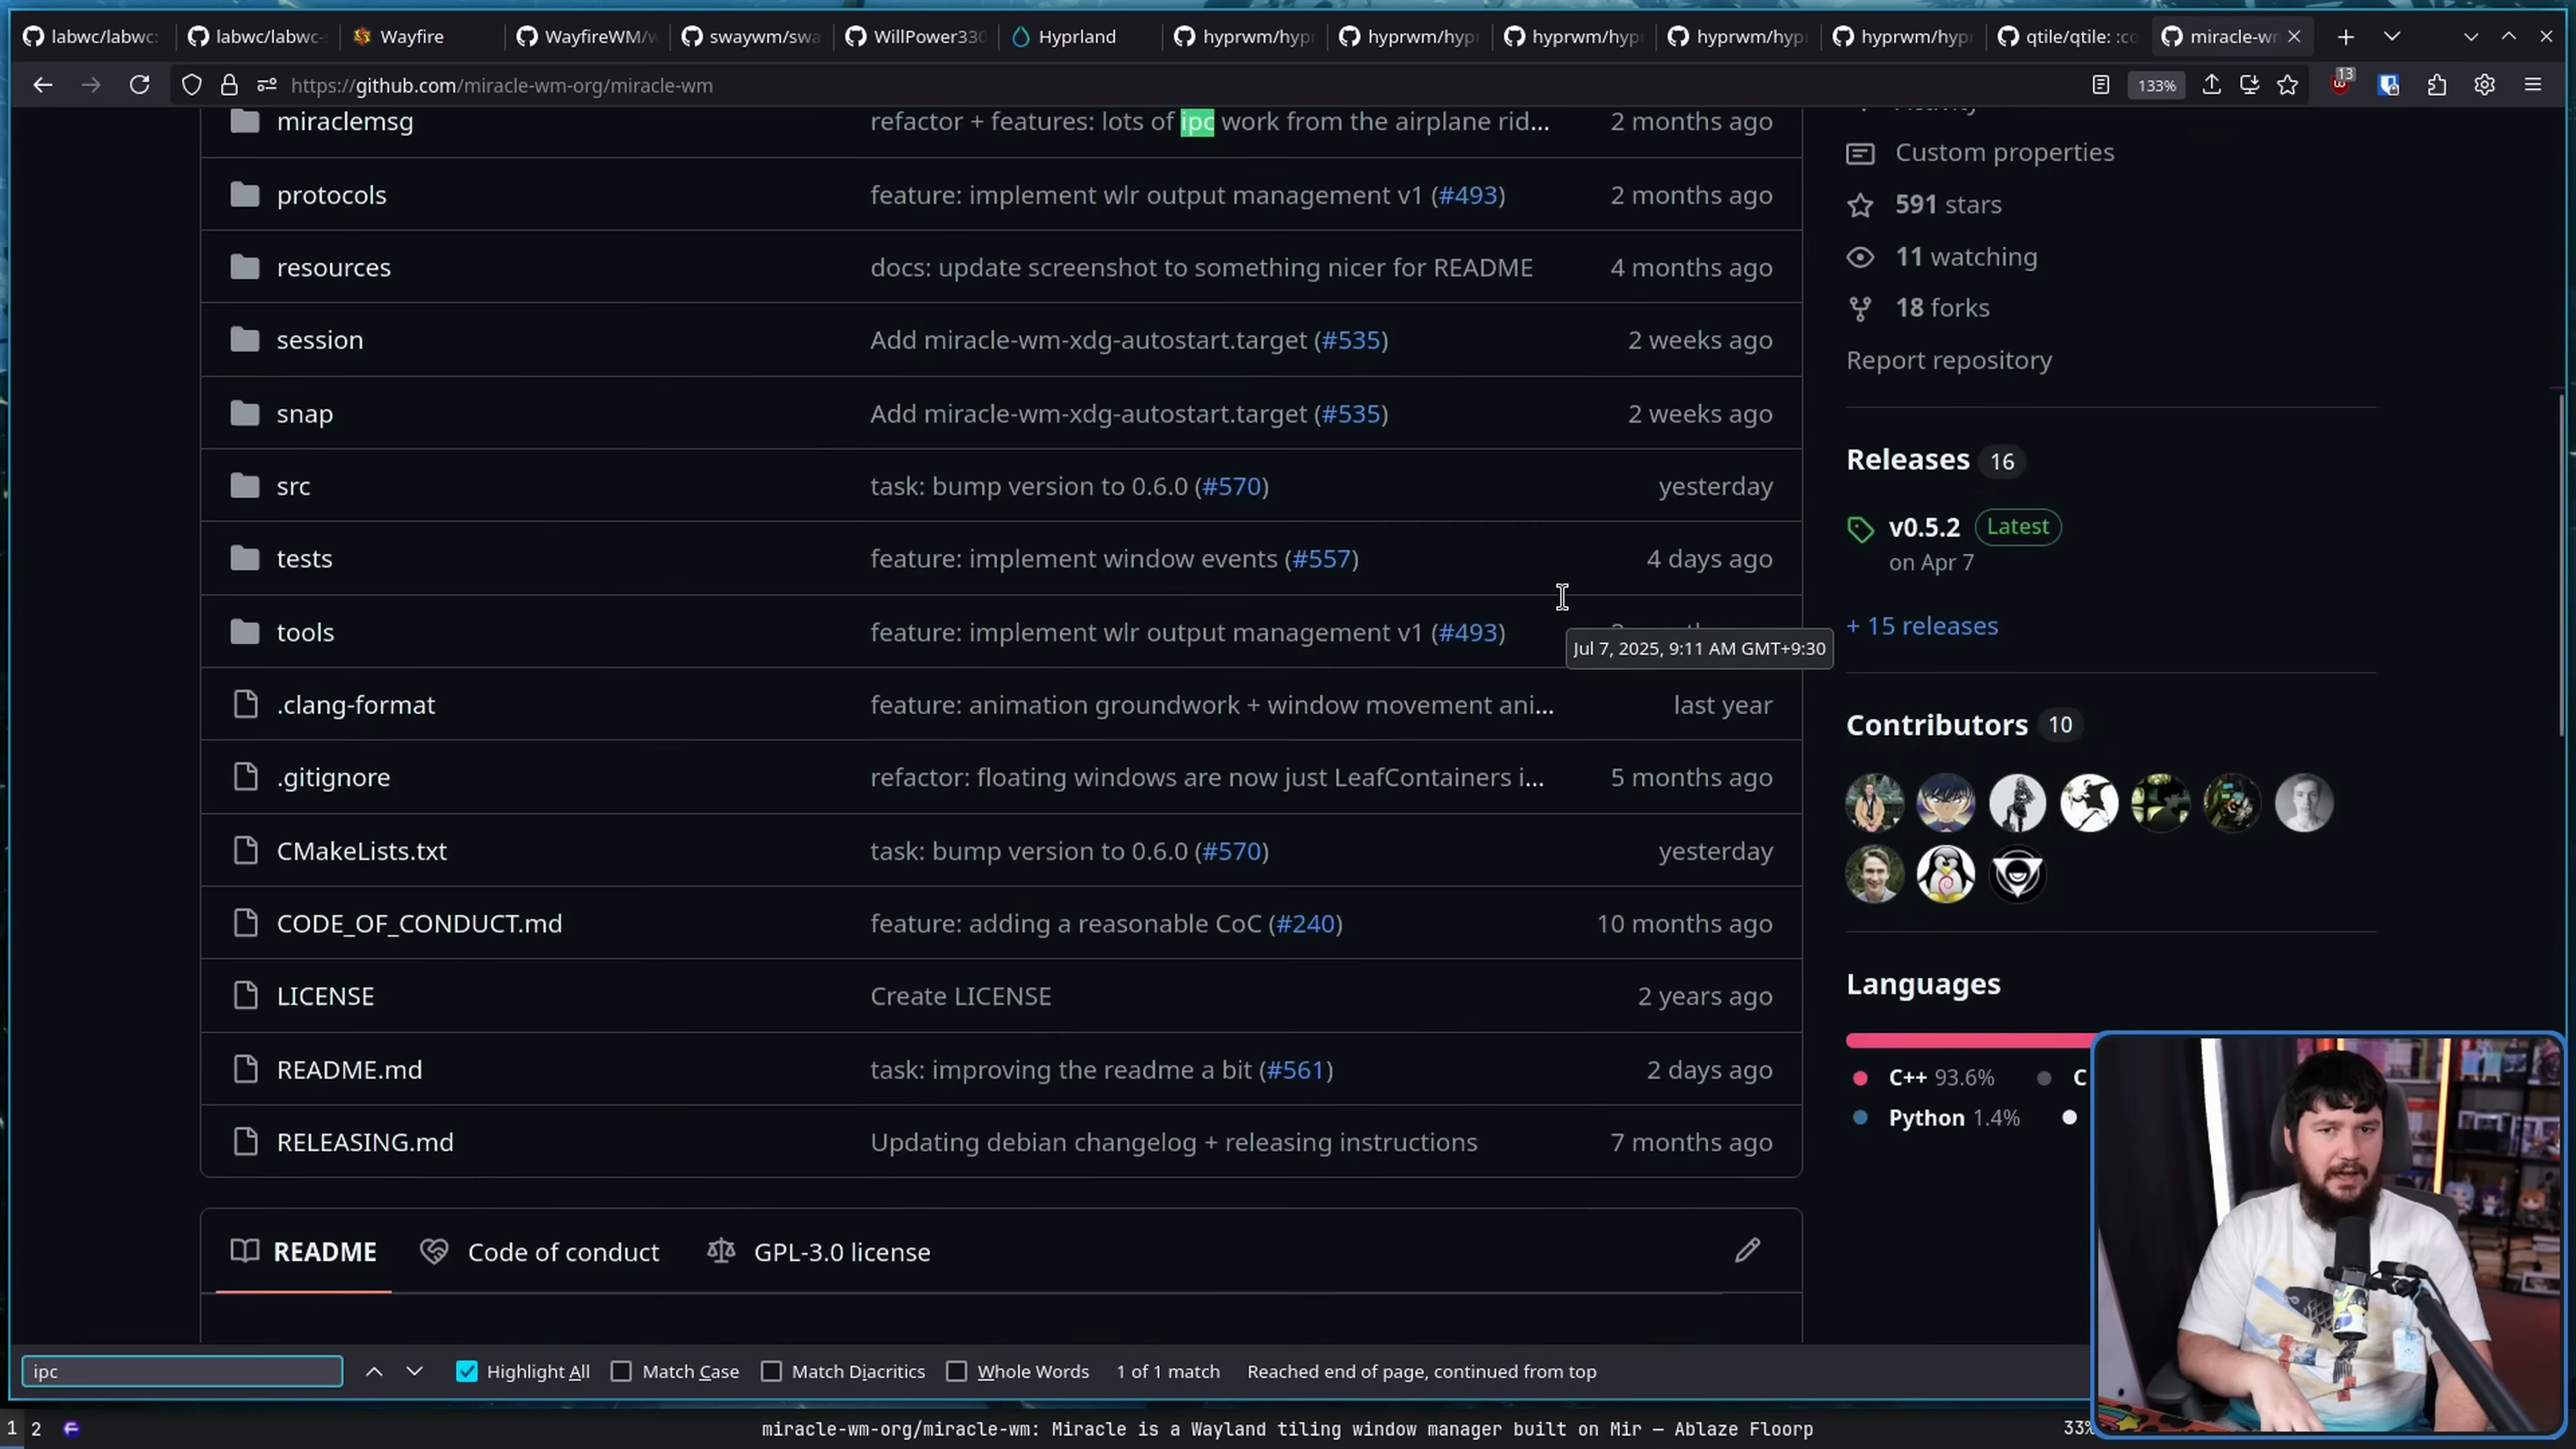 labwc/labwc:
labwc/labwc-
Wayfire
WayfireWM/w
swaywm/swa
WillPower330
Hyprland
hyprwm/hypr
hyprwm/hyp
hyprwm/hyp
hyprwm/hyp
hyprwm/hypr
qtile/qtile: :co
miracle-wm
https://github.com/miracle-wm-org/miracle-wm
133%
13
miraclemsg refactor + features: lots of ipc work from the airplane rid... 2 months ago
protocols feature: implement wlr output management v1 (#493) 2 months ago
resources docs: update screenshot to something nicer for README 4 months ago
session Add miracle-wm-xdg-autostart.target (#535) 2 weeks ago
snap Add miracle-wm-xdg-autostart.target (#535) 2 weeks ago
src task: bump version to 0.6.0 (#570) yesterday
tests feature: implement window events (#557) 4 days ago
tools feature: implement wlr output management v1 (#493)
Jul 7, 2025, 9:11 AM GMT+9:30
.clang-format feature: animation groundwork + window movement ani... last year
.gitignore refactor: floating windows are now just LeafContainers i... 5 months ago
CMakeLists.txt task: bump version to 0.6.0 (#570) yesterday
CODE_OF_CONDUCT.md feature: adding a reasonable CoC (#240) 10 months ago
LICENSE Create LICENSE 2 years ago
README.md task: improving the readme a bit (#561) 2 days ago
RELEASING.md Updating debian changelog + releasing instructions 7 months ago
README Code of conduct GPL-3.0 license
Custom properties
591 stars
11 watching
18 forks
Report repository
Releases 16
v0.5.2 Latest
on Apr 7
+ 15 releases
Contributors 10
Languages
C++ 93.6% C
Python 1.4%
ipc Highlight All Match Case Match Diacritics Whole Words 1 of 1 match Reached end of page, continued from top
1 2 miracle-wm-org/miracle-wm: Miracle is a Wayland tiling window manager built on Mir — Ablaze Floorp 33%